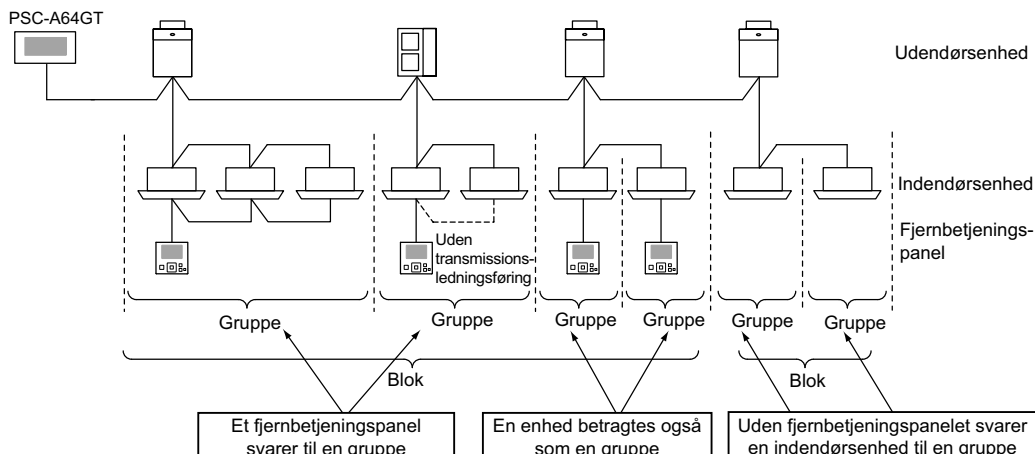 PSC-A64GT
Udendørsenhed
Indendørsenhed
Fjernbetjenings-
panel
Uden
transmissions-
ledningsføring
Gruppe
Gruppe
Gruppe
Gruppe
Gruppe
Gruppe
Blok
Blok
Et fjernbetjeningspanel
svarer til en gruppe
En enhed betragtes også
som en gruppe
Uden fjernbetjeningspanelet svarer
en indendørsenhed til en gruppe